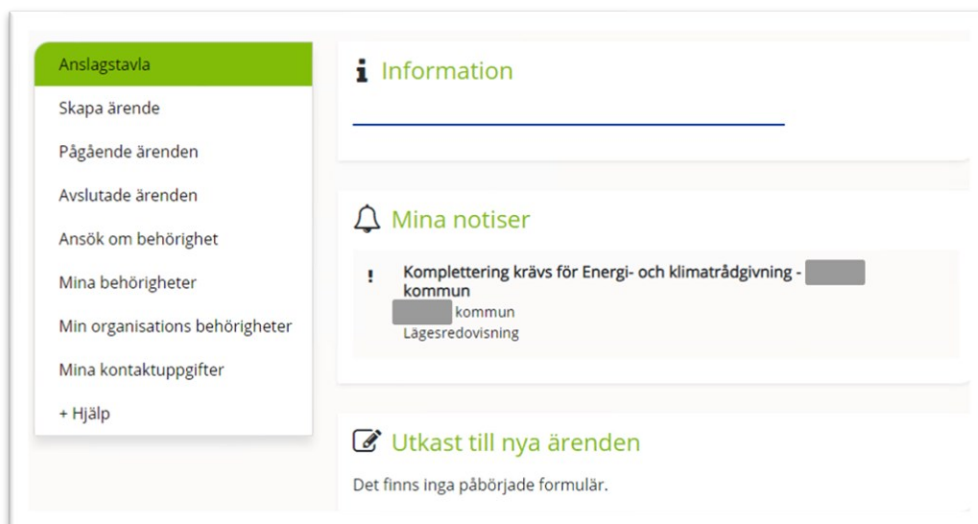 Anslagstavla
Skapa ärende
Pågående ärenden
Avslutade ärenden
Ansök om behörighet
Mina behörigheter
Min organisations behörigheter
Mina kontaktuppgifter
+ Hjälp
Information
Mina notiser
! Komplettering krävs för Energi- och klimatrådgivning -
kommun
kommun
Lägesredovisning
Utkast till nya ärenden
Det finns inga påbörjade formulär.